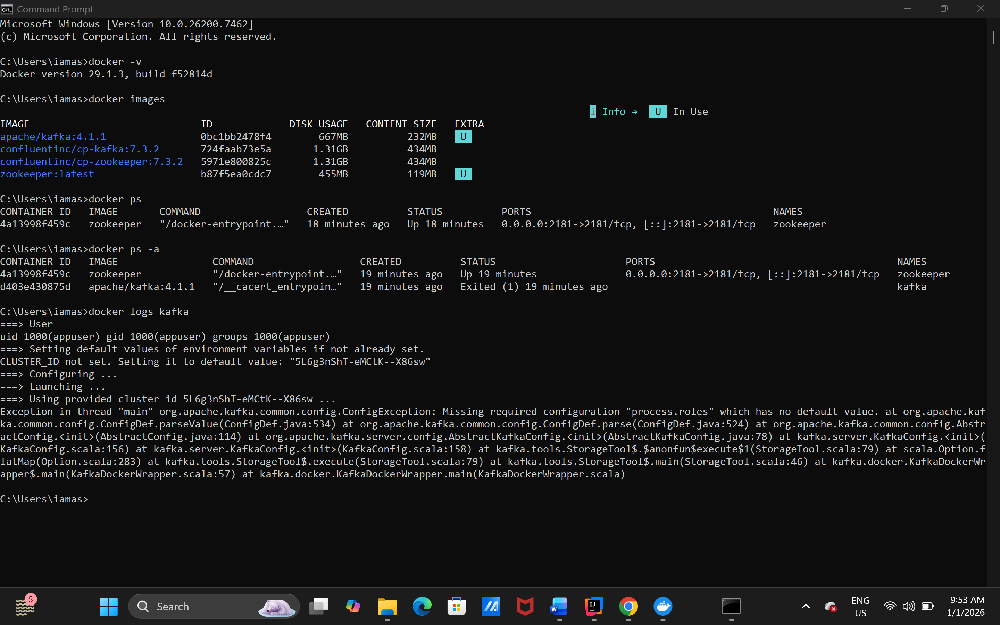 Command Prompt
Microsoft Windows [Version 10.0.26200.7462]
(c) Microsoft Corporation. All rights reserved.
C:\Users\iamas>docker -v
Docker version 29.1.3, build f52814d
C:\Users\iamas>docker images
i Info → U In Use
IMAGE ID DISK USAGE CONTENT SIZE EXTRA
apache/kafka:4.1.1 0bc1bb2478f4 667MB 232MB U
confluentinc/cp-kafka:7.3.2 724faab73e5a 1.31GB 434MB
confluentinc/cp-zookeeper:7.3.2 5971e800825c 1.31GB 434MB
zookeeper:latest b87f5ea0cdc7 455MB 119MB U
C:\Users\iamas>docker ps
CONTAINER ID IMAGE COMMAND CREATED STATUS PORTS NAMES
4a13998f459c zookeeper "/docker-entrypoint.…" 18 minutes ago Up 18 minutes 0.0.0.0:2181->2181/tcp, [::]:2181->2181/tcp zookeeper
C:\Users\iamas>docker ps -a
CONTAINER ID IMAGE COMMAND CREATED STATUS PORTS NAMES
4a13998f459c zookeeper "/docker-entrypoint.…" 19 minutes ago Up 19 minutes 0.0.0.0:2181->2181/tcp, [::]:2181->2181/tcp zookeeper
d403e430875d apache/kafka:4.1.1 "/__cacert_entrypoin…" 19 minutes ago Exited (1) 19 minutes ago kafka
C:\Users\iamas>docker logs kafka
===> User
uid=1000(appuser) gid=1000(appuser) groups=1000(appuser)
===> Setting default values of environment variables if not already set.
CLUSTER_ID not set. Setting it to default value: "5L6g3nShT-eMCtK--X86sw"
===> Configuring ...
===> Launching ...
===> Using provided cluster id 5L6g3nShT-eMCtK--X86sw ...
Exception in thread "main" org.apache.kafka.common.config.ConfigException: Missing required configuration "process.roles" which has no default value. at org.apache.kaf
ka.common.config.ConfigDef.parseValue(ConfigDef.java:534) at org.apache.kafka.common.config.ConfigDef.parse(ConfigDef.java:524) at org.apache.kafka.common.config.Abstr
actConfig.<init>(AbstractConfig.java:114) at org.apache.kafka.server.config.AbstractKafkaConfig.<init>(AbstractKafkaConfig.java:78) at kafka.server.KafkaConfig.<init>(
KafkaConfig.scala:156) at kafka.server.KafkaConfig.<init>(KafkaConfig.scala:158) at kafka.tools.StorageTool$.$anonfun$execute$1(StorageTool.scala:79) at scala.Option.f
latMap(Option.scala:283) at kafka.tools.StorageTool$.execute(StorageTool.scala:79) at kafka.tools.StorageTool$.main(StorageTool.scala:46) at kafka.docker.KafkaDockerWr
apper$.main(KafkaDockerWrapper.scala:57) at kafka.docker.KafkaDockerWrapper.main(KafkaDockerWrapper.scala)
C:\Users\iamas>
5
Search
ENG
US
9:53 AM
1/1/2026